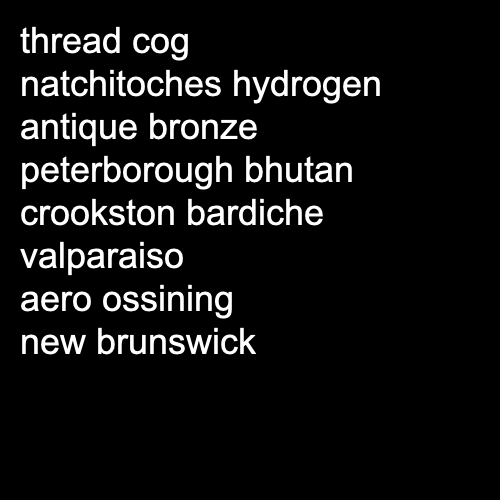 thread cog
natchitoches hydrogen
antique bronze
peterborough bhutan
crookston bardiche
valparaiso
aero ossining
new brunswick